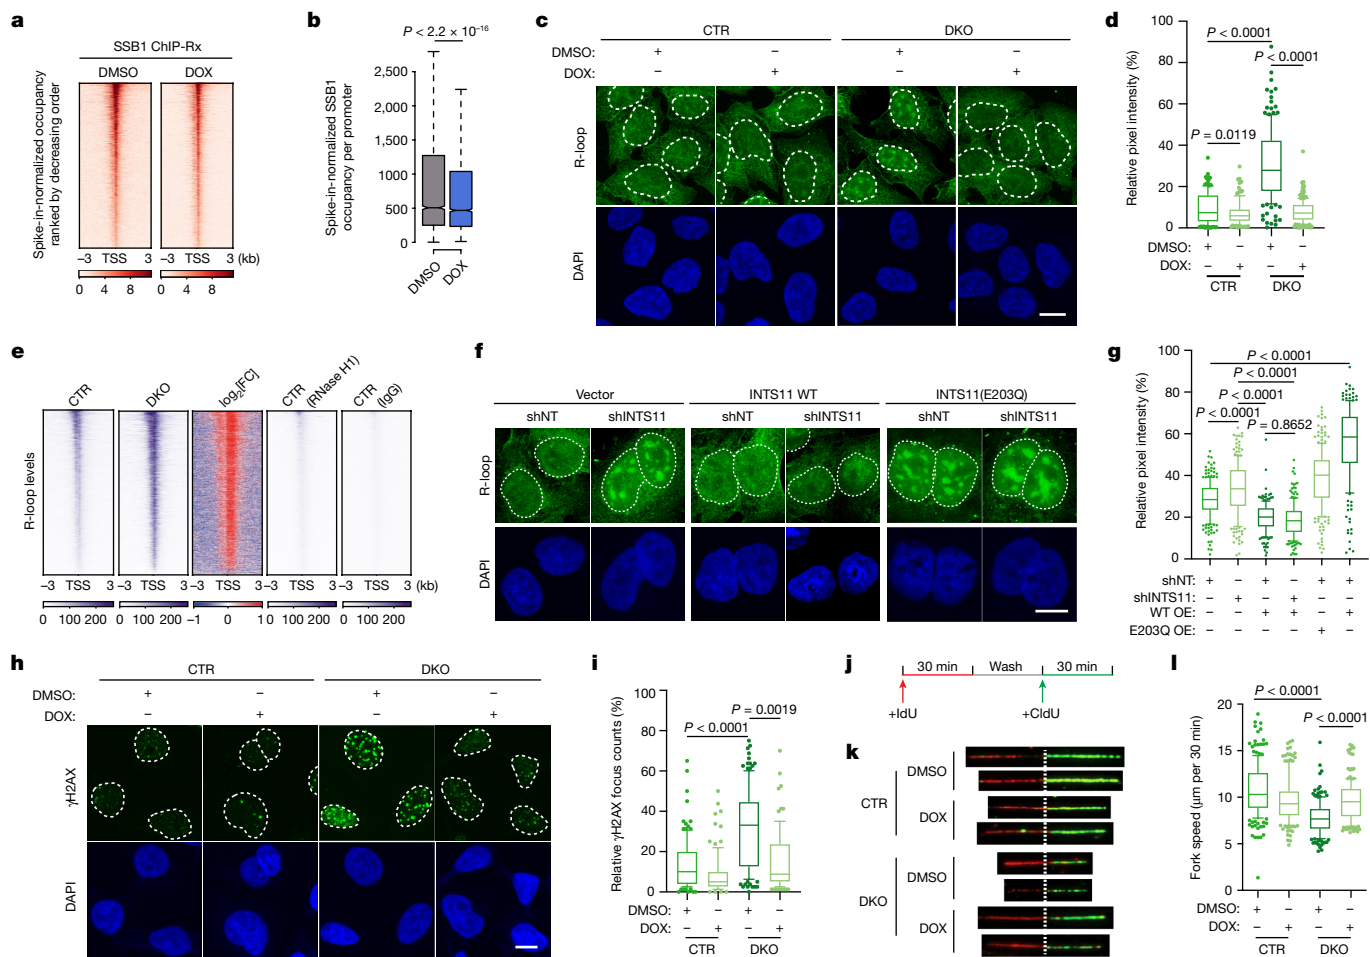 a
SSB1 ChIP-Rx
DMSO DOX
Spike-in-normalized occupancy
ranked by decreasing order
−3 TSS 3 −3 TSS 3 (kb)
0 4 8 0 4 8
b
P < 2.2 × 10−16
Spike-in-normalized SSB1
occupancy per promoter
2,500
2,000
1,500
1000
500
0
DMSO
DOX
c
CTR DKO
DMSO: + − + −
DOX: − + − +
R-loop
DAPI
d
P < 0.0001
P < 0.0001
P = 0.0119
Relative pixel intensity (%)
100
80
60
40
20
0
DMSO: + − + −
DOX: − + − +
CTR DKO
e
CTR DKO log2[FC] CTR (RNase H1) CTR (IgG)
R-loop levels
−3 TSS 3 −3 TSS 3 −3 TSS 3 −3 TSS 3 −3 TSS 3 (kb)
0 100 200 0 100 200 −1 0 1 0 100 200 0 100 200
f
Vector INTS11 WT INTS11(E203Q)
shNT shINTS11 shNT shINTS11 shNT shINTS11
R-loop
DAPI
g
P < 0.0001
P < 0.0001
P < 0.0001
P < 0.0001
P = 0.8652
Relative pixel intensity (%)
100
80
60
40
20
0
shNT: + − + − + +
shINTS11: − + − + − −
WT OE: − − + + − +
E203Q OE: − − − − + −
h
CTR DKO
DMSO: + − + −
DOX: − + − +
γH2AX
DAPI
i
P = 0.0019
P < 0.0001
Relative γH2AX focus counts (%)
100
80
60
40
20
0
DMSO: + − + −
DOX: − + − +
CTR DKO
j
30 min Wash 30 min
+IdU +CldU
k
CTR
DMSO
DOX
DKO
DMSO
DOX
l
P < 0.0001
P < 0.0001
Fork speed (μm per 30 min)
20
15
10
5
0
DMSO: + − + −
DOX: − + − +
CTR DKO